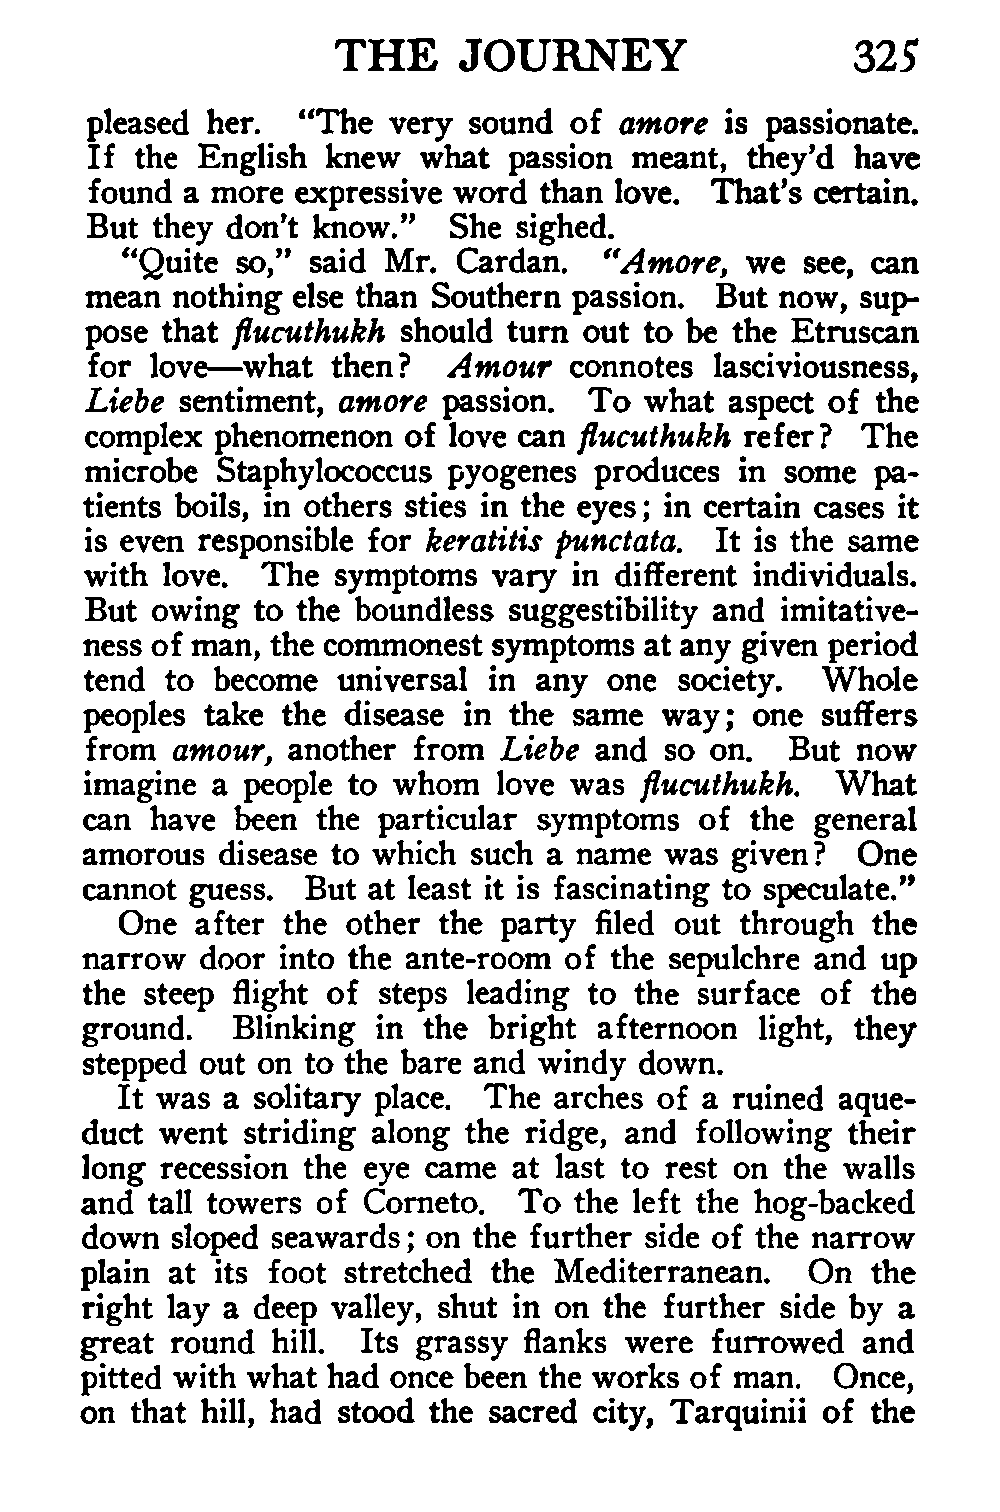 THE JOURNEY 325
pleased her. "The very sound of amore is passionate.
If the English knew what passion meant, they'd have
found a more expressive word than love. That's certain.
But they don't know." She sighed.
"Quite so," said Mr. Cardan. "Amore, we see, can
mean nothing else than Southern passion. But now, sup-
pose that flucuthukh should turn out to be the Etruscan
for love—what then? Amour connotes lasciviousness,
Liebe sentiment, amore passion. To what aspect of the
complex phenomenon of love can flucuthukh refer? The
microbe Staphylococcus pyogenes produces in some pa-
tients boils, in others sties in the eyes; in certain cases it
is even responsible for keratitis punctata. It is the same
with love. The symptoms vary in different individuals.
But owing to the boundless suggestibility and imitative-
ness of man, the commonest symptoms at any given period
tend to become universal in any one society. Whole
peoples take the disease in the same way; one suffers
from amour, another from Liebe and so on. But now
imagine a people to whom love was flucuthukh. What
can have been the particular symptoms of the general
amorous disease to which such a name was given? One
cannot guess. But at least it is fascinating to speculate."
One after the other the party filed out through the
narrow door into the ante-room of the sepulchre and up
the steep flight of steps leading to the surface of the
ground. Blinking in the bright afternoon light, they
stepped out on to the bare and windy down.
It was a solitary place. The arches of a ruined aque-
duct went striding along the ridge, and following their
long recession the eye came at last to rest on the walls
and tall towers of Corneto. To the left the hog-backed
down sloped seawards; on the further side of the narrow
plain at its foot stretched the Mediterranean. On the
right lay a deep valley, shut in on the further side by a
great round hill. Its grassy flanks were furrowed and
pitted with what had once been the works of man. Once,
on that hill, had stood the sacred city, Tarquinii of the